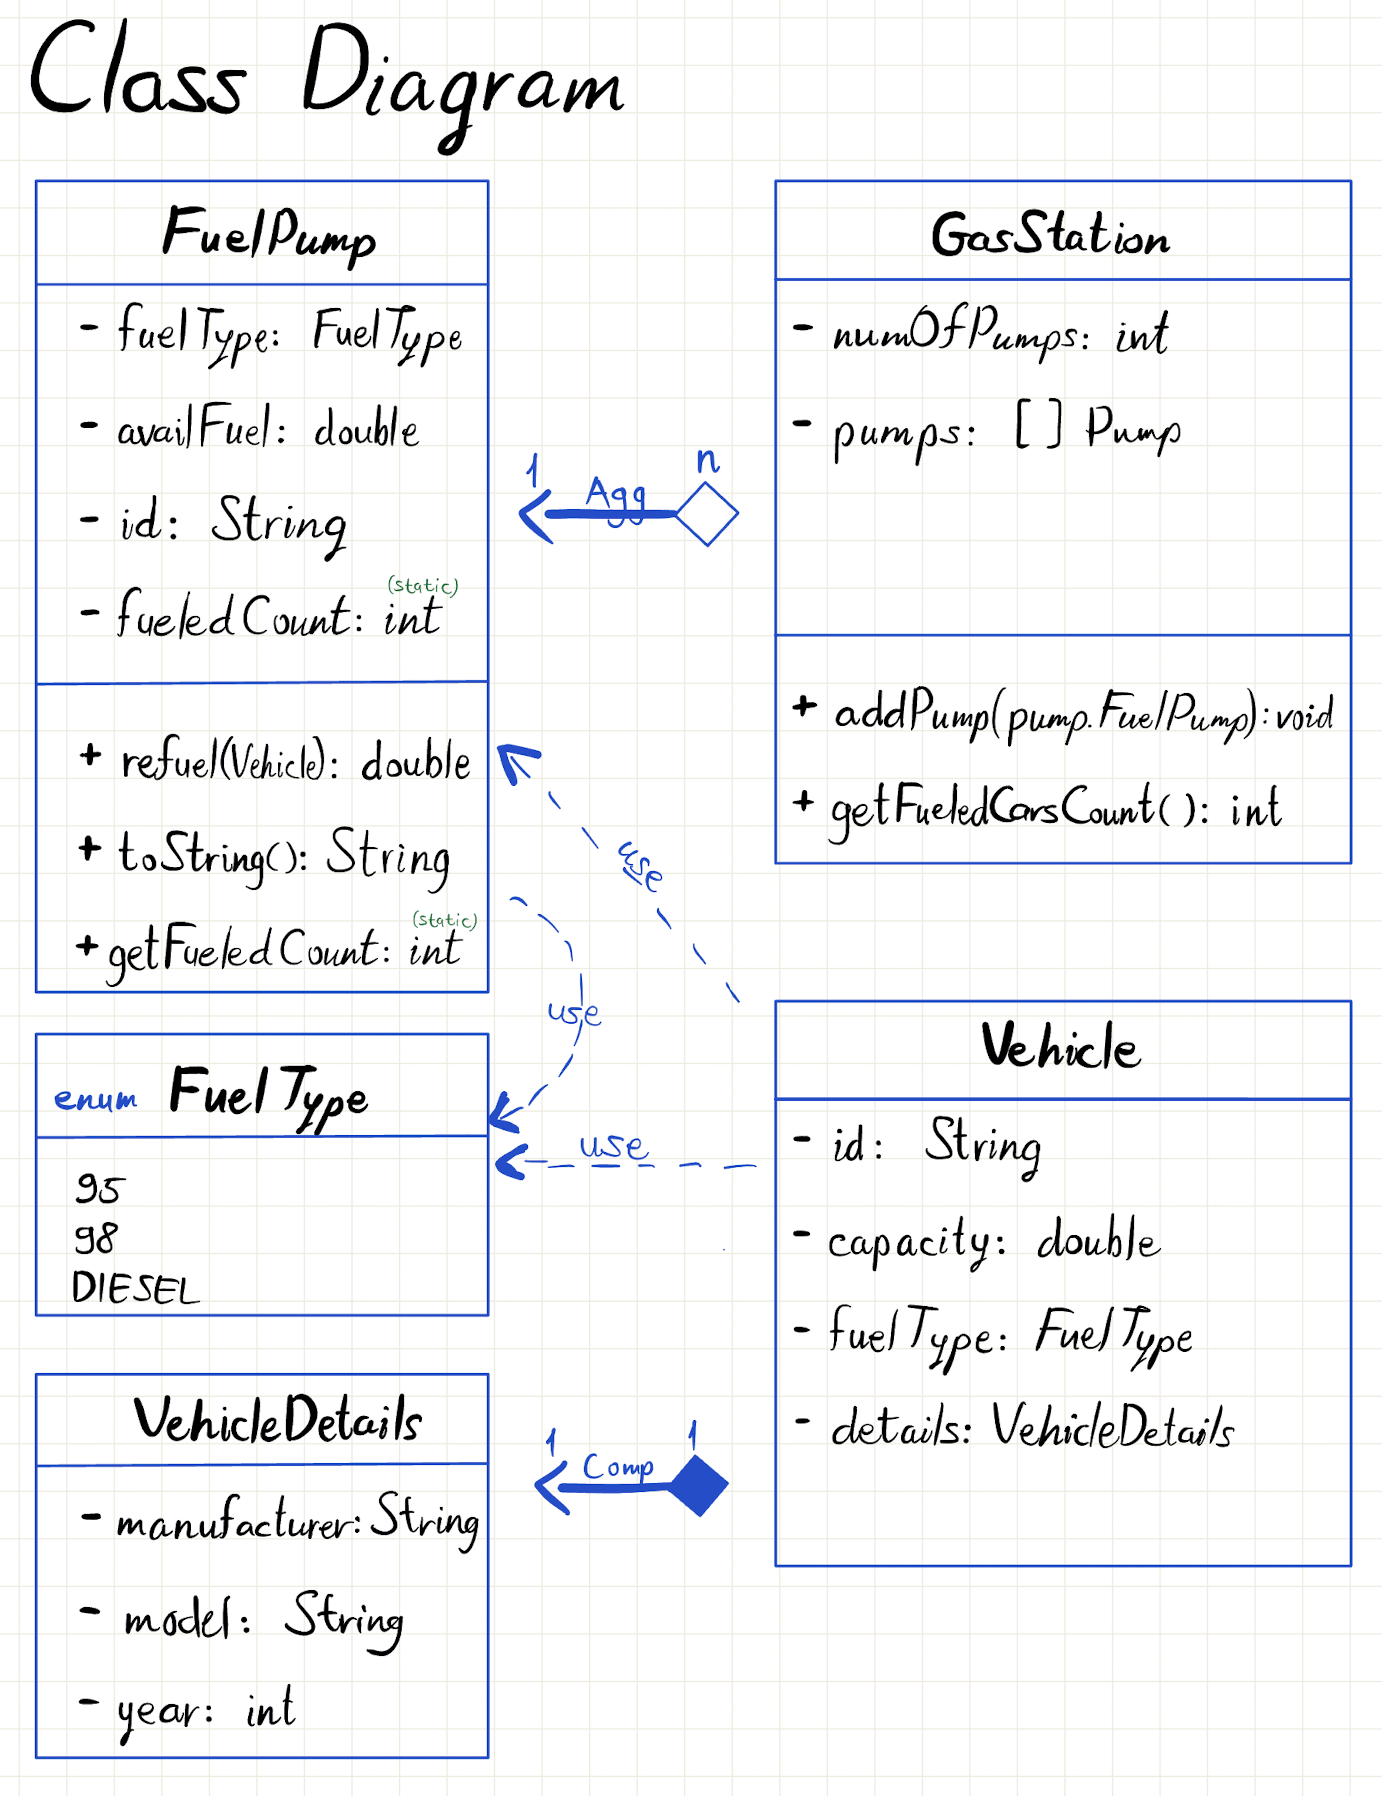 Class Diagram
FuelPump
- fuelType: FuelType
- availFuel: double
- id: String
(static)
- fueledCount: int
+ refuel(Vehicle): double
+ toString(): String
(static)
+ getFueledCount: int
1 Agg n
GasStation
- numOfPumps: int
- pumps: [] Pump
+ addPump(pump.FuelPump): void
+ getFueledCarsCount(): int
use
use
enum FuelType
95
98
DIESEL
use
Vehicle
- id: String
- capacity: double
- fuelType: FuelType
- details: VehicleDetails
1 Comp 1
VehicleDetails
- manufacturer: String
- model: String
- year: int